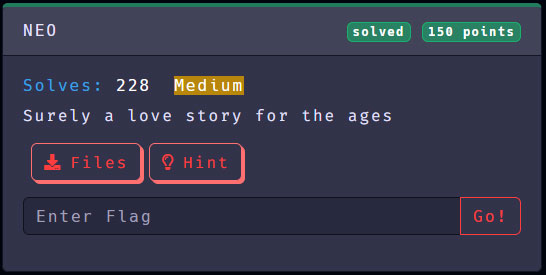 NEO
solved 150 points
Solves: 228 Medium
Surely a love story for the ages
Files Hint
Enter Flag Go!